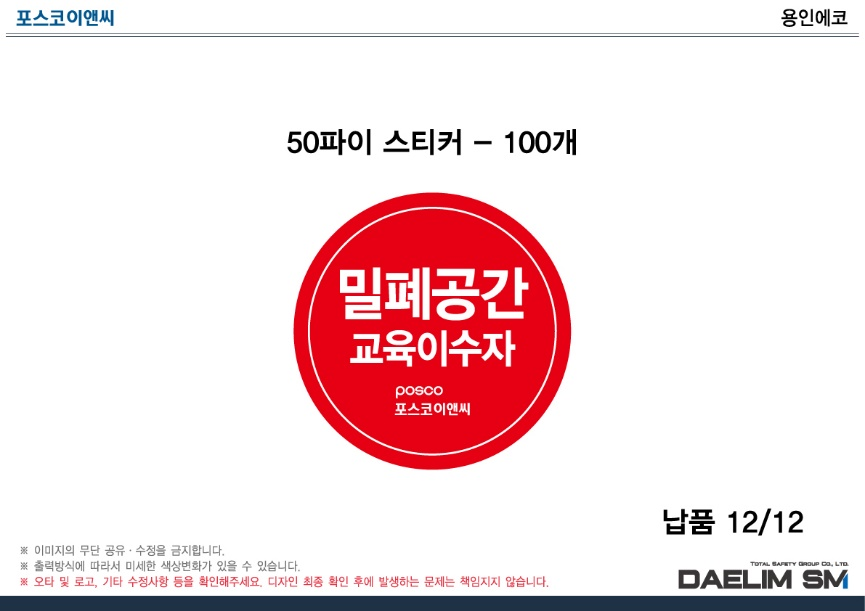 포스코이앤씨
용인에코
50파이 스티커 – 100개
밀폐공간
교육이수자
posco
포스코이앤씨
납품 12/12
※ 이미지의 무단 공유 · 수정을 금지합니다.
※ 출력방식에 따라서 미세한 색상변화가 있을 수 있습니다.
※ 오타 및 로고, 기타 수정사항 등을 확인해주세요. 디자인 최종 확인 후에 발생하는 문제는 책임지지 않습니다.
TOTAL SAFETY GROUP CO., LTD.
DAELIM SM